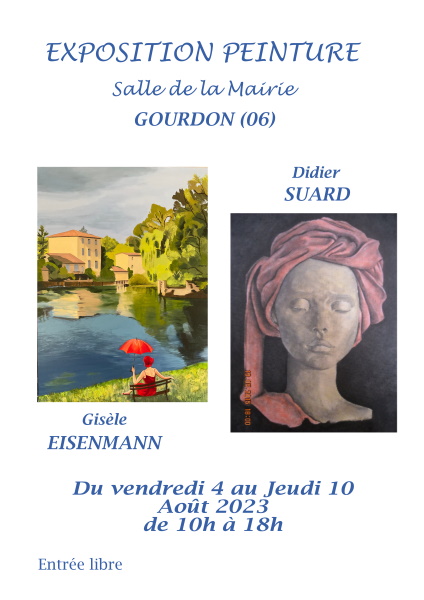 EXPOSITION PEINTURE
Salle de la Mairie
GOURDON (06)
Didier
SUARD
Gisèle
EISENMANN
Du vendredi 4 au Jeudi 10
Août 2023
de 10h à 18h
Entrée libre